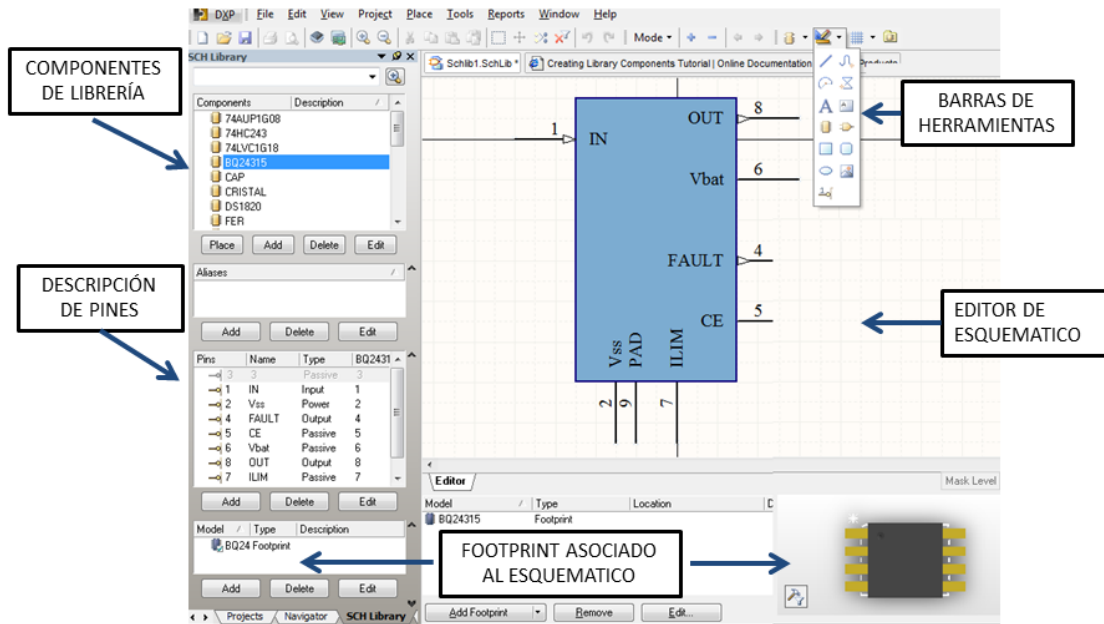 DXP File Edit View Project Place Tools Reports Window Help
Mode
SCH Library
Schlib1.SchLib * Creating Library Components Tutorial | Online Documentation
COMPONENTES
DE LIBRERÍA
Components Description
74AUP1G08
74HC243
74LVC1G18
BQ24315
CAP
CRISTAL
DS1820
FER
Place Add Delete Edit
DESCRIPCIÓN
DE PINES
Aliases
Add Delete Edit
Pins Name Type BQ2431
3 3 Passive 3
1 IN Input 1
2 Vss Power 2
4 FAULT Output 4
5 CE Passive 5
6 Vbat Passive 6
8 OUT Output 8
7 ILIM Passive 7
Add Delete Edit
Model Type Description
BQ24 Footprint
Add Delete Edit
Projects Navigator SCH Library
BARRAS DE
HERRAMIENTAS
1 IN
OUT 8
Vbat 6
FAULT 4
CE 5
Vss
PAD
ILIM
2
9
7
EDITOR DE
ESQUEMATICO
Editor
Mask Level
Model Type Location D
BQ24315 Footprint
FOOTPRINT ASOCIADO
AL ESQUEMATICO
Add Footprint Remove Edit...